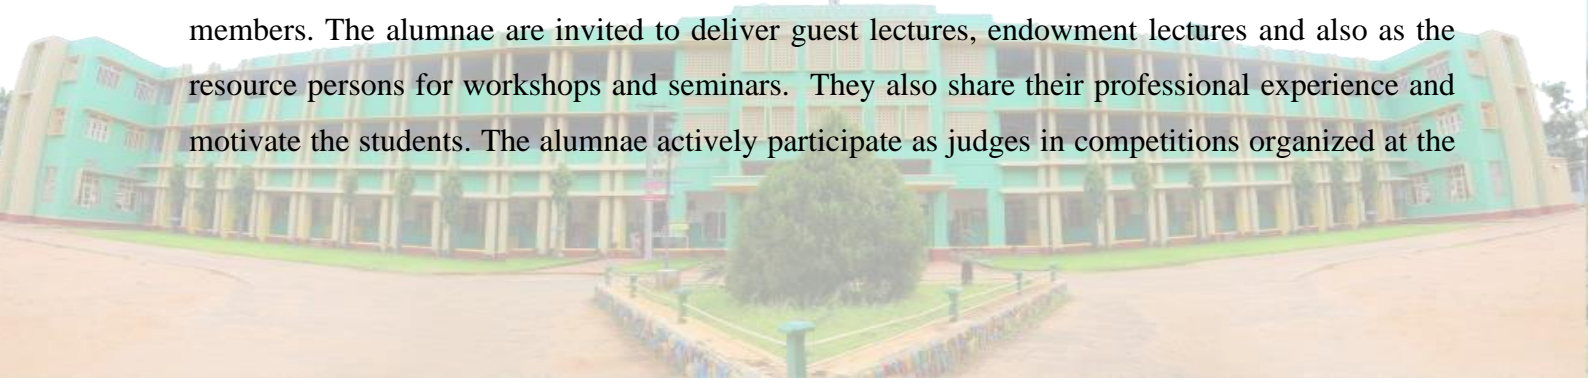 members. The alumnae are invited to deliver guest lectures, endowment lectures and also as the
resource persons for workshops and seminars. They also share their professional experience and
motivate the students. The alumnae actively participate as judges in competitions organized at the